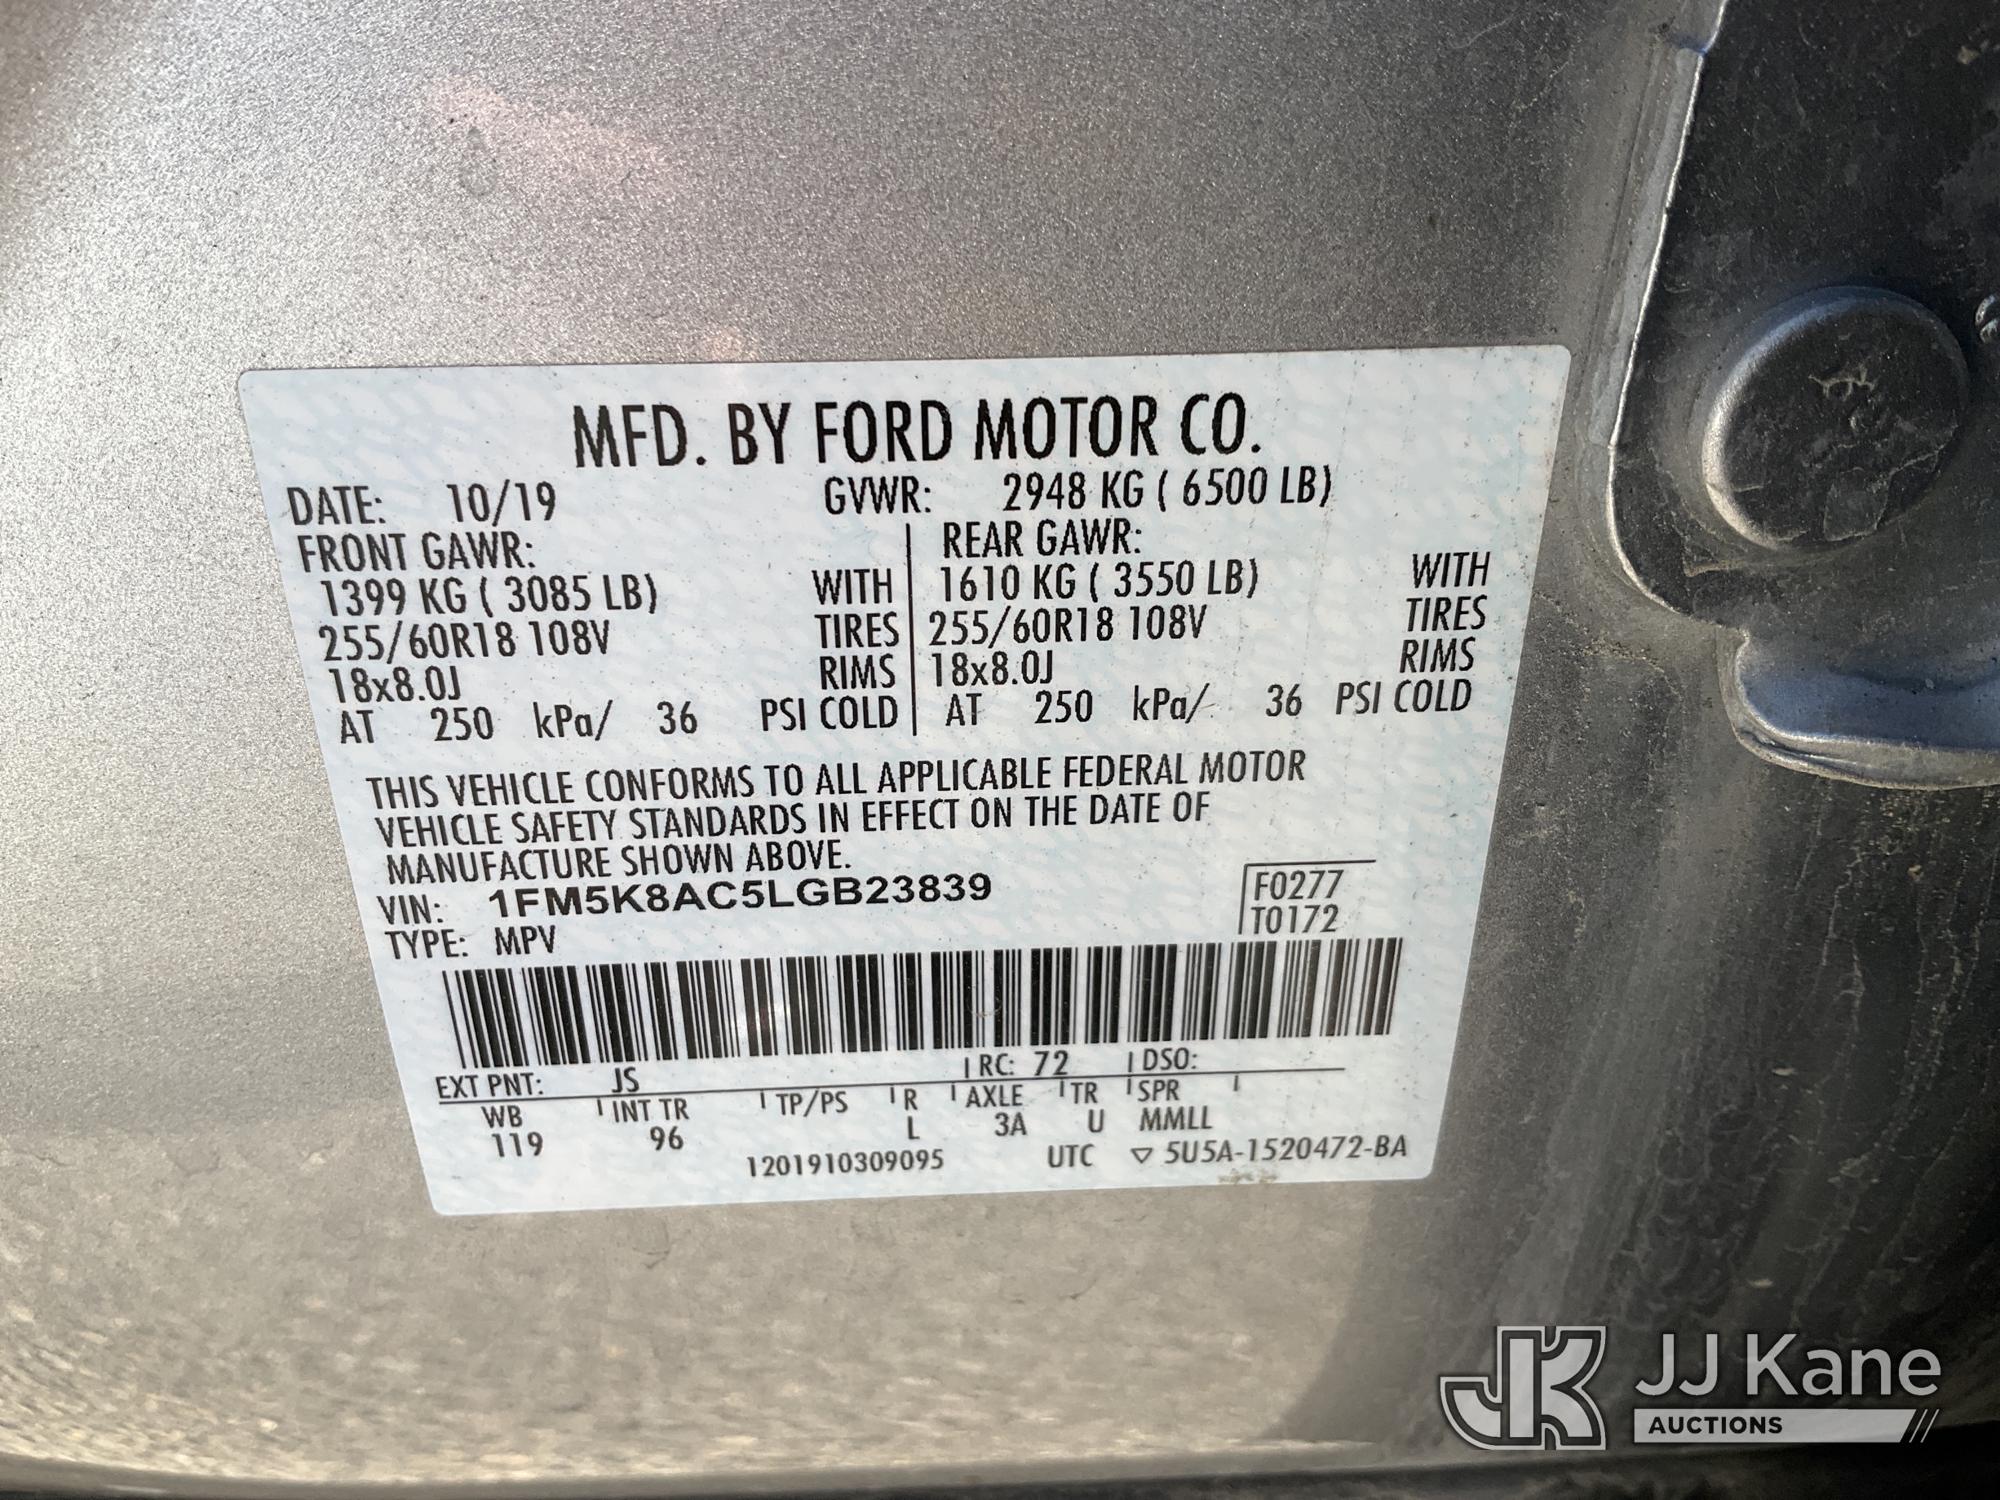 MFD. BY FORD MOTOR CO.
DATE: 10/19 GVWR: 2948 KG ( 6500 LB)
FRONT GAWR: REAR GAWR:
1399 KG ( 3085 LB) WITH 1610 KG ( 3550 LB) WITH
255/60R18 108V TIRES 255/60R18 108V TIRES
18x8.0J RIMS 18x8.0J RIMS
AT 250 kPa/ 36 PSI COLD AT 250 kPa/ 36 PSI COLD
THIS VEHICLE CONFORMS TO ALL APPLICABLE FEDERAL MOTOR
VEHICLE SAFETY STANDARDS IN EFFECT ON THE DATE OF
MANUFACTURE SHOWN ABOVE.
VIN: 1FM5K8AC5LGB23839 F0277
TYPE: MPV T0172
EXT PNT: JS RC: 72 DSO:
WB INT TR TP/PS R AXLE TR SPR
119 96 L 3A U MMLL
1201910309095 UTC ▽ 5U5A-1520472-BA
JK JJ Kane
AUCTIONS